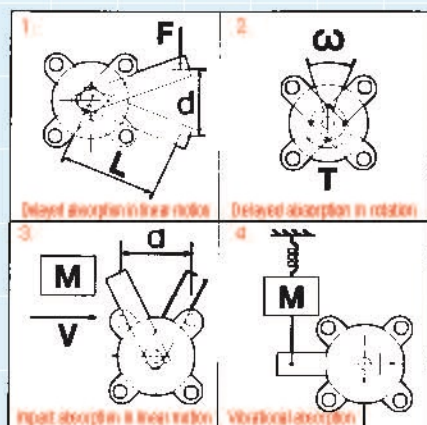 1.
F
d
L
Delayed absorption in linear motion
2
ω
T
Delayed absorption in rotation
3
d
M
V
Impact absorption in linear motion
4
M
Vibrational absorption